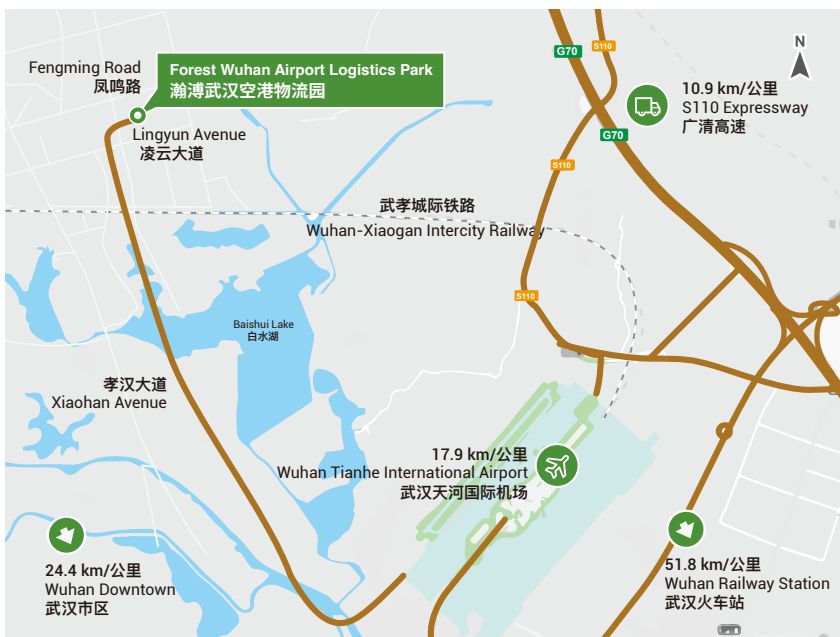 Fengming Road
凤鸣路
Forest Wuhan Airport Logistics Park
瀚溥武汉空港物流园
Lingyun Avenue
凌云大道
G70
S110
N
10.9 km/公里
S110 Expressway
广清高速
G70
S110
武孝城际铁路
Wuhan-Xiaogan Intercity Railway
S110
Baishui Lake
白水湖
孝汉大道
Xiaohan Avenue
17.9 km/公里
Wuhan Tianhe International Airport
武汉天河国际机场
24.4 km/公里
Wuhan Downtown
武汉市区
51.8 km/公里
Wuhan Railway Station
武汉火车站